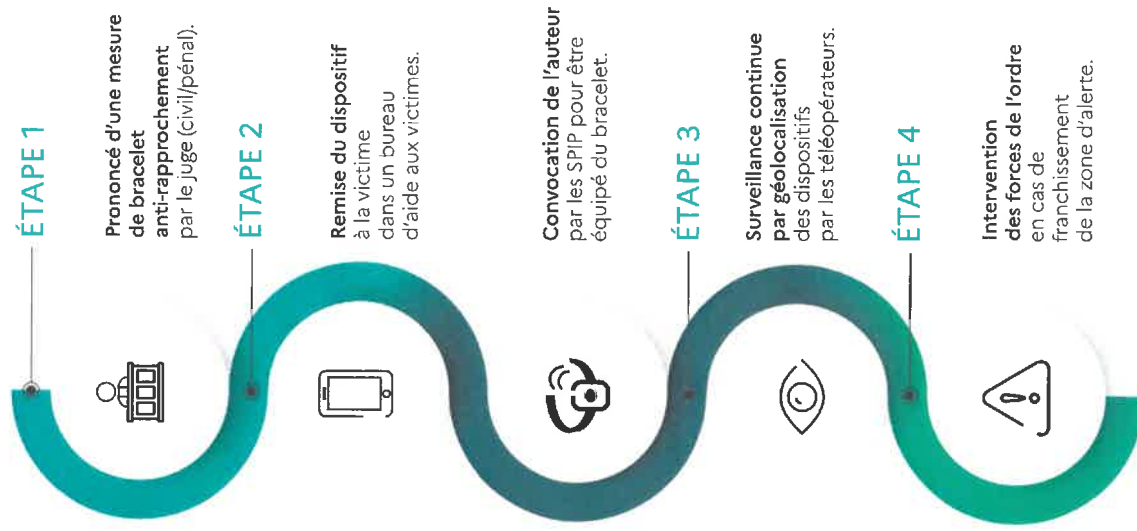 ÉTAPE 1
Prononcé d'une mesure
de bracelet
anti-rapprochement
par le juge (civil/pénal).
ÉTAPE 2
Remise du dispositif
à la victime
dans un bureau
d'aide aux victimes.
Convocation de l'auteur
par les SPIP pour être
équipé du bracelet.
ÉTAPE 3
Surveillance continue
par géolocalisation
des dispositifs
par les téléopérateurs.
ÉTAPE 4
Intervention
des forces de l'ordre
en cas de
franchissement
de la zone d'alerte.